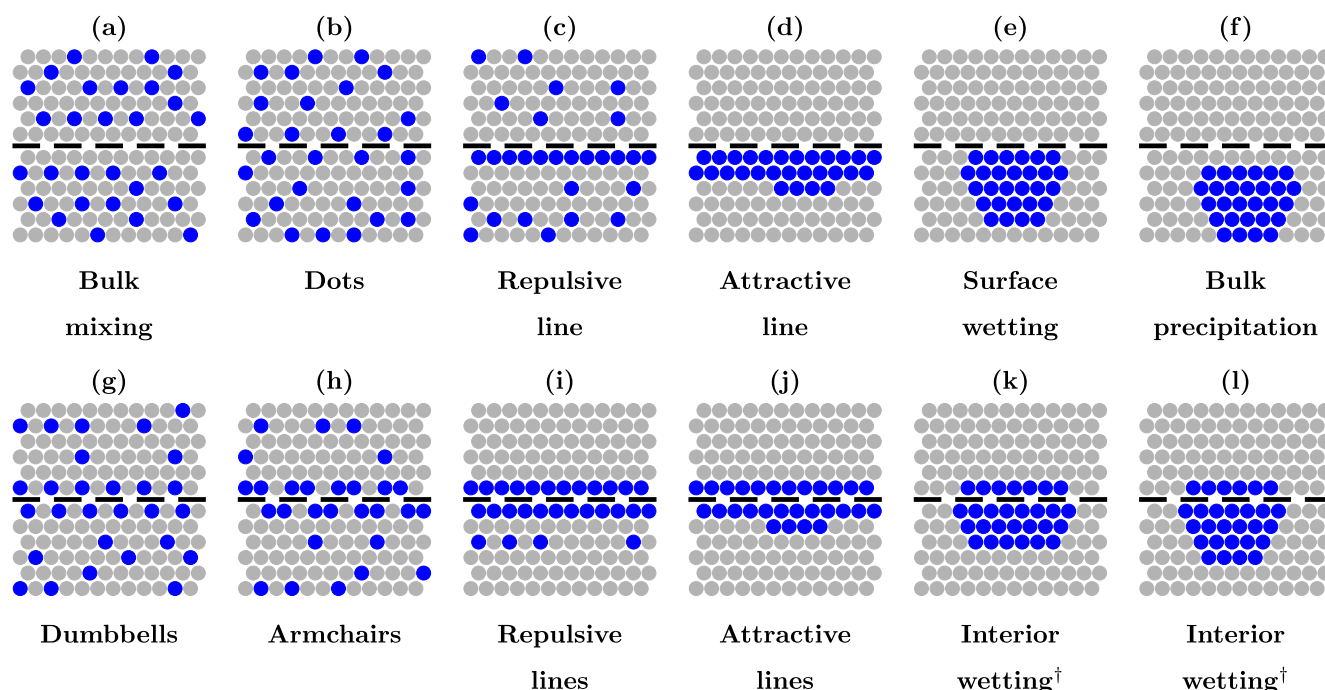 (a) (b) (c) (d) (e) (f)
Bulk Dots Repulsive Attractive Surface Bulk
mixing line line wetting precipitation
(g) (h) (i) (j) (k) (l)
Dumbbells Armchairs Repulsive Attractive Interior Interior
lines lines wetting† wetting†